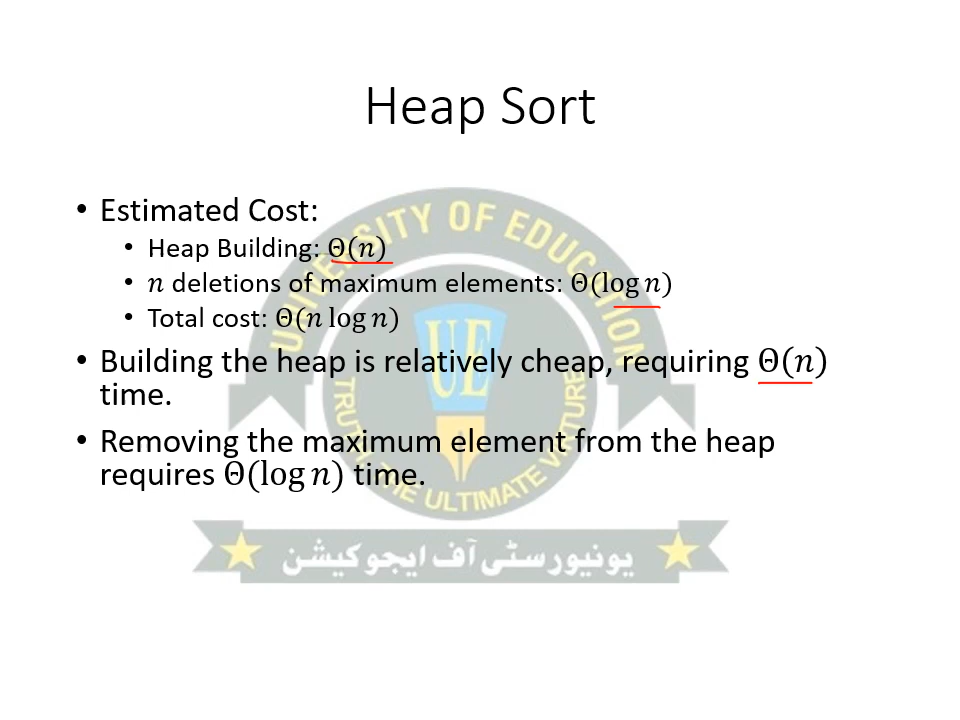 Heap Sort
• Estimated Cost:
• Heap Building: Θ(n)
• n deletions of maximum elements: Θ(log n)
• Total cost: Θ(n log n)
• Building the heap is relatively cheap, requiring Θ(n)
time.
• Removing the maximum element from the heap
requires Θ(log n) time.
UNIVERSITY OF EDUCATION
UE
TRUTH THE ULTIMATE VIRTUE
یونیورسٹی آف ایجوکیشن